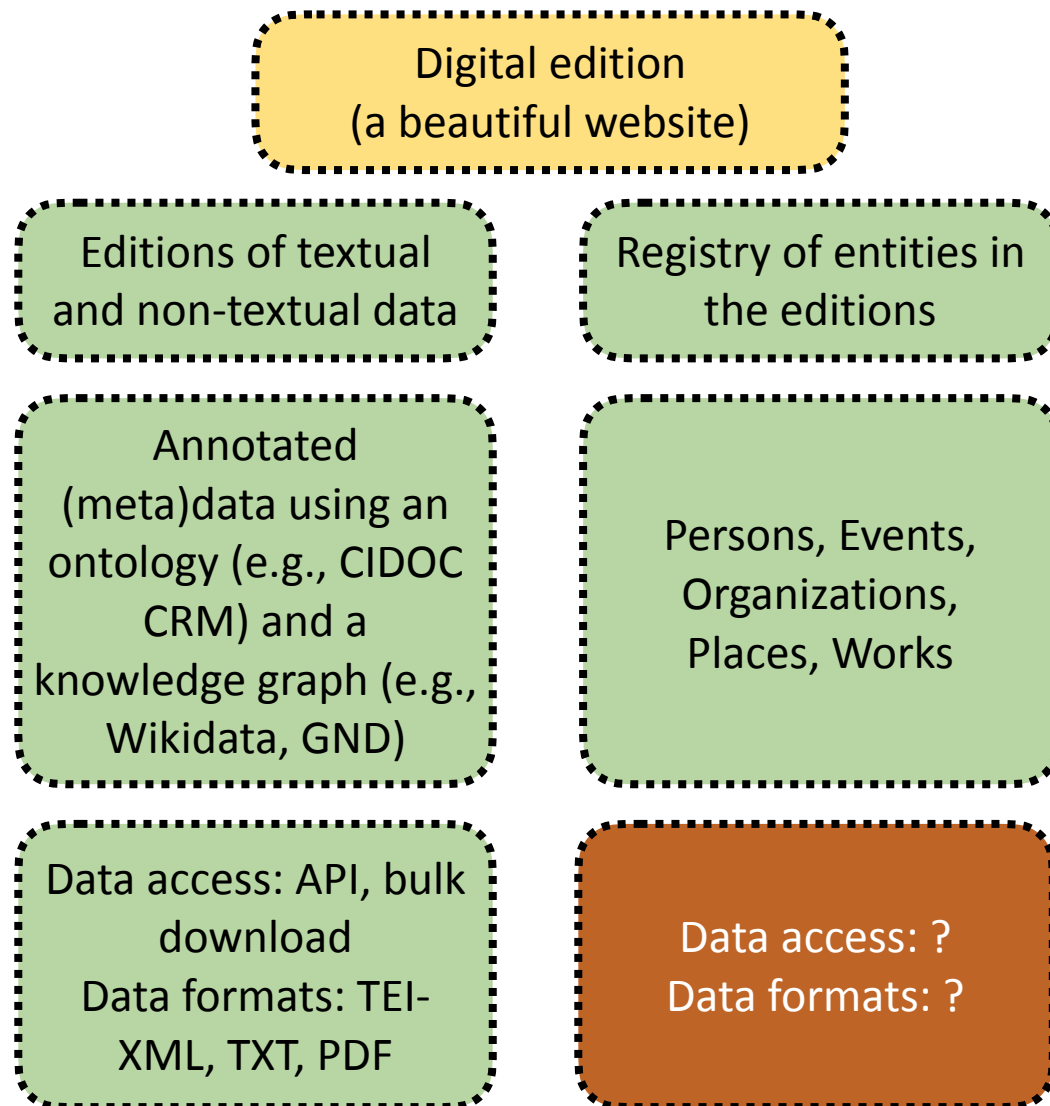 Digital edition
(a beautiful website)
Editions of textual
and non-textual data
Registry of entities in
the editions
Annotated
(meta)data using an
ontology (e.g., CIDOC
CRM) and a
knowledge graph (e.g.,
Wikidata, GND)
Persons, Events,
Organizations,
Places, Works
Data access: API, bulk
download
Data formats: TEI-
XML, TXT, PDF
Data access: ?
Data formats: ?